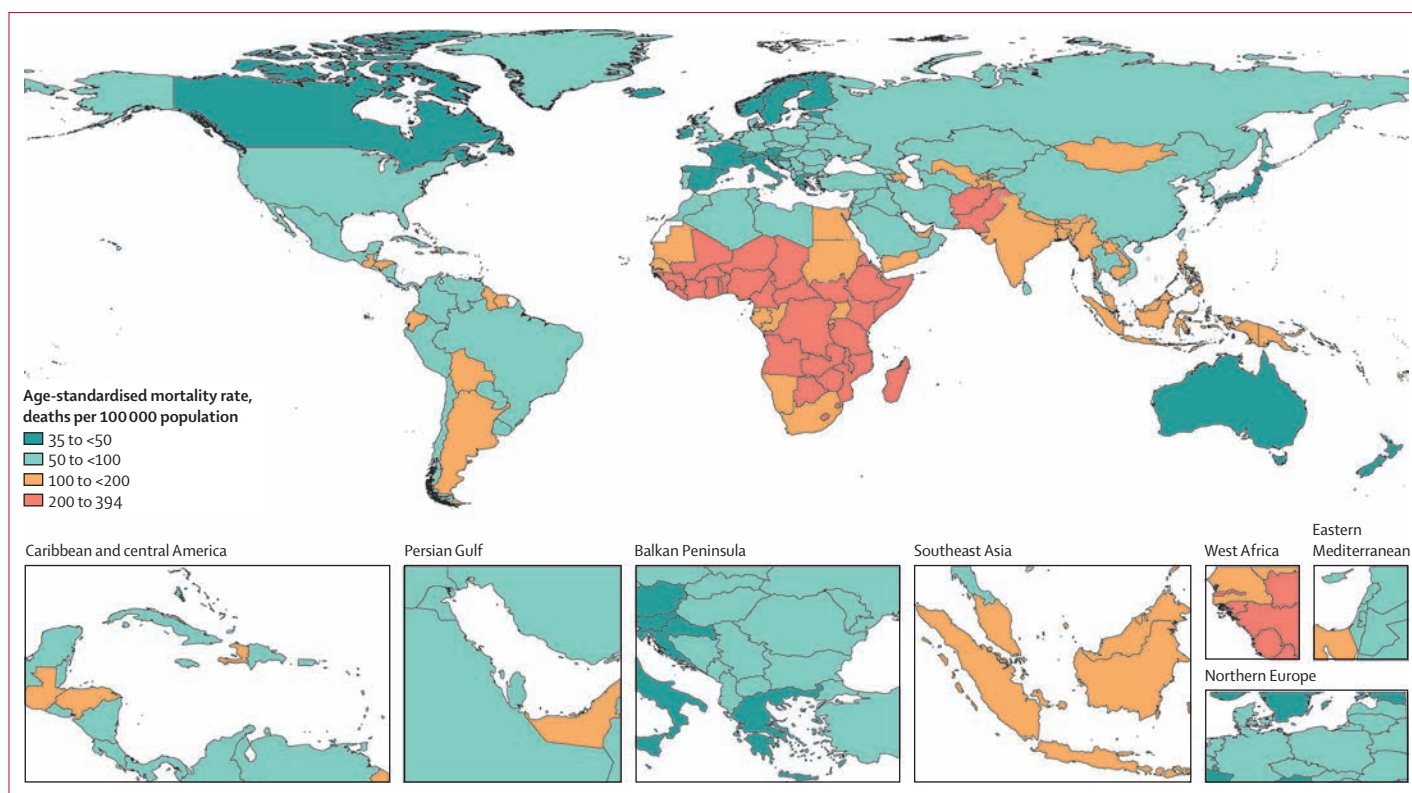 Age-standardised mortality rate,
deaths per 100 000 population
35 to <50
50 to <100
100 to <200
200 to 394
Caribbean and central America
Persian Gulf
Balkan Peninsula
Southeast Asia
West Africa
Eastern
Mediterranean
Northern Europe